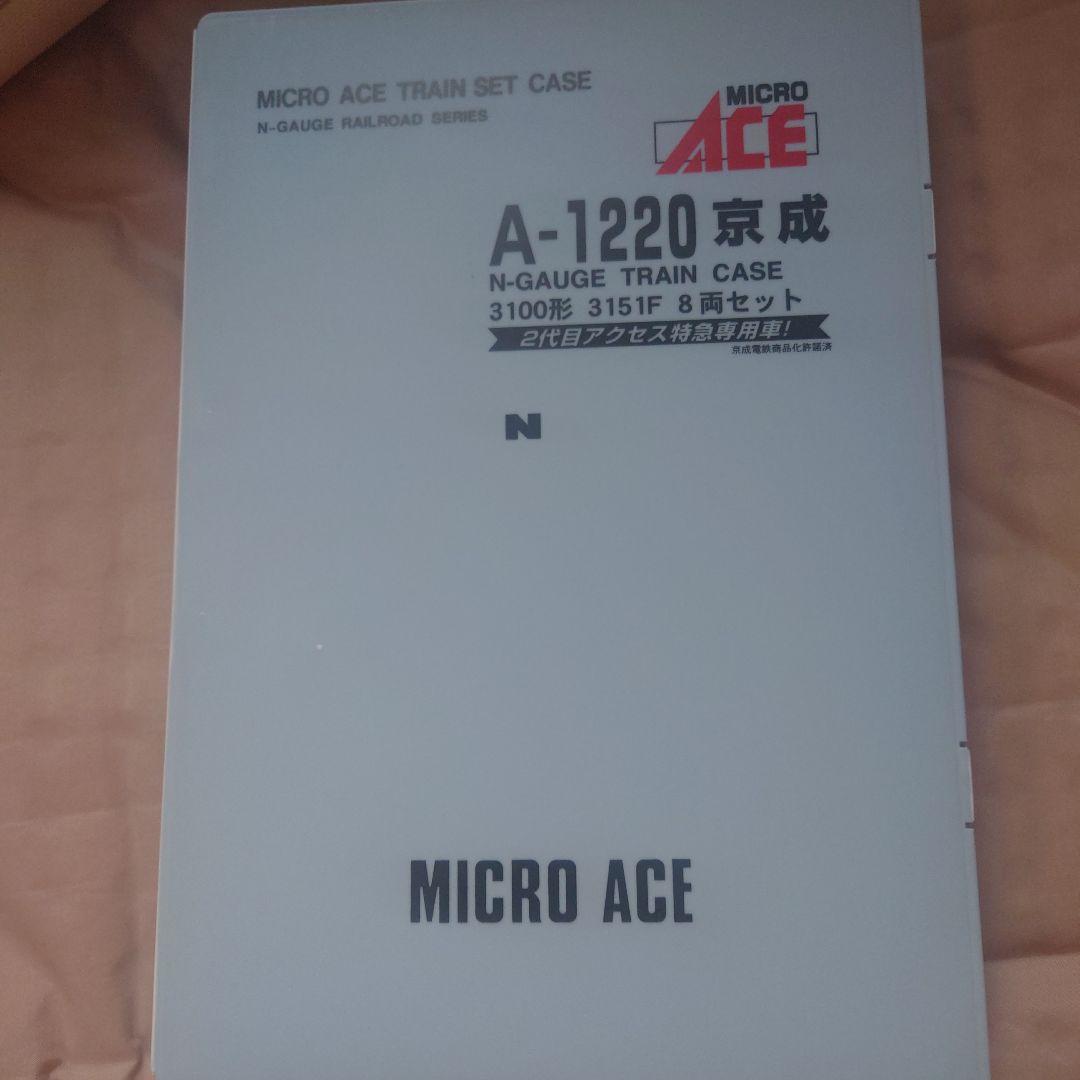 MICRO ACE TRAIN SET CASE
N-GAUGE RAILROAD SERIES
MICRO
ACE
A-1220 京成
N-GAUGE TRAIN CASE
3100形 3151F 8両セット
2代目アクセス特急専用車!
京成電鉄商品化許諾済
N
MICRO ACE